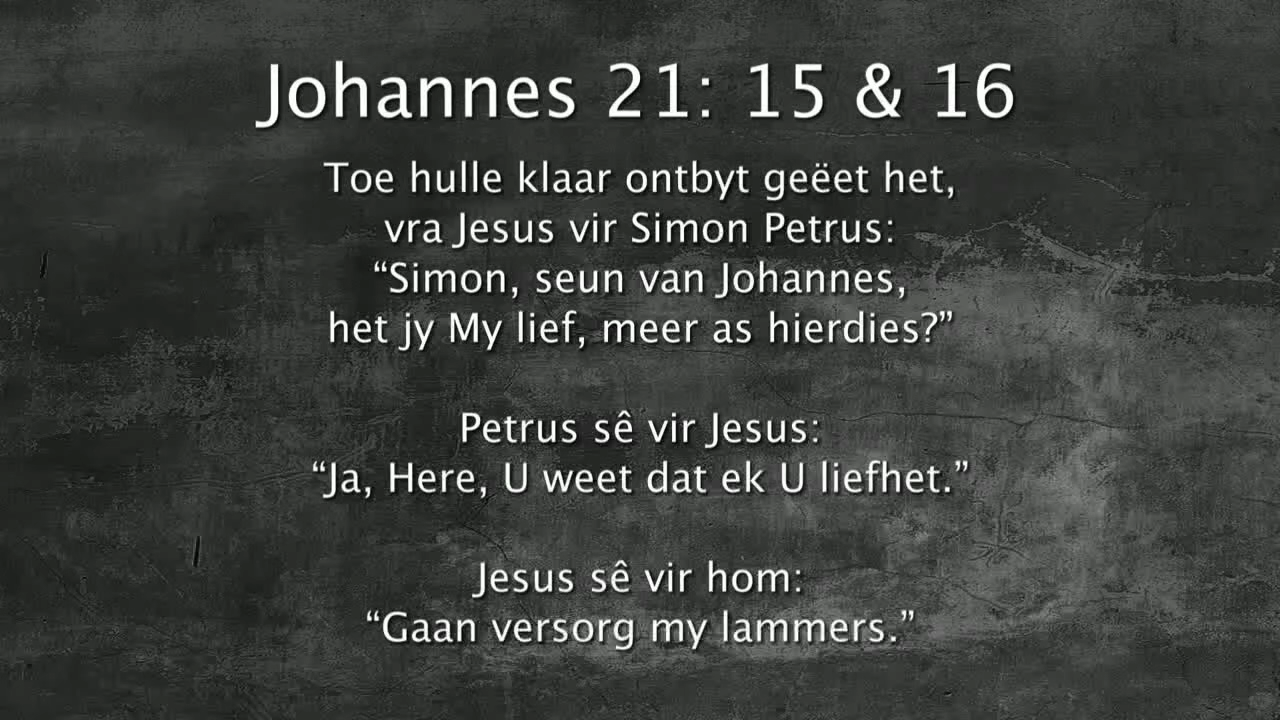 Johannes 21: 15 & 16
Toe hulle klaar ontbyt geëet het,
vra Jesus vir Simon Petrus:
“Simon, seun van Johannes,
het jy My lief, meer as hierdies?”
Petrus sê vir Jesus:
“Ja, Here, U weet dat ek U liefhet.”
Jesus sê vir hom:
“Gaan versorg my lammers.”